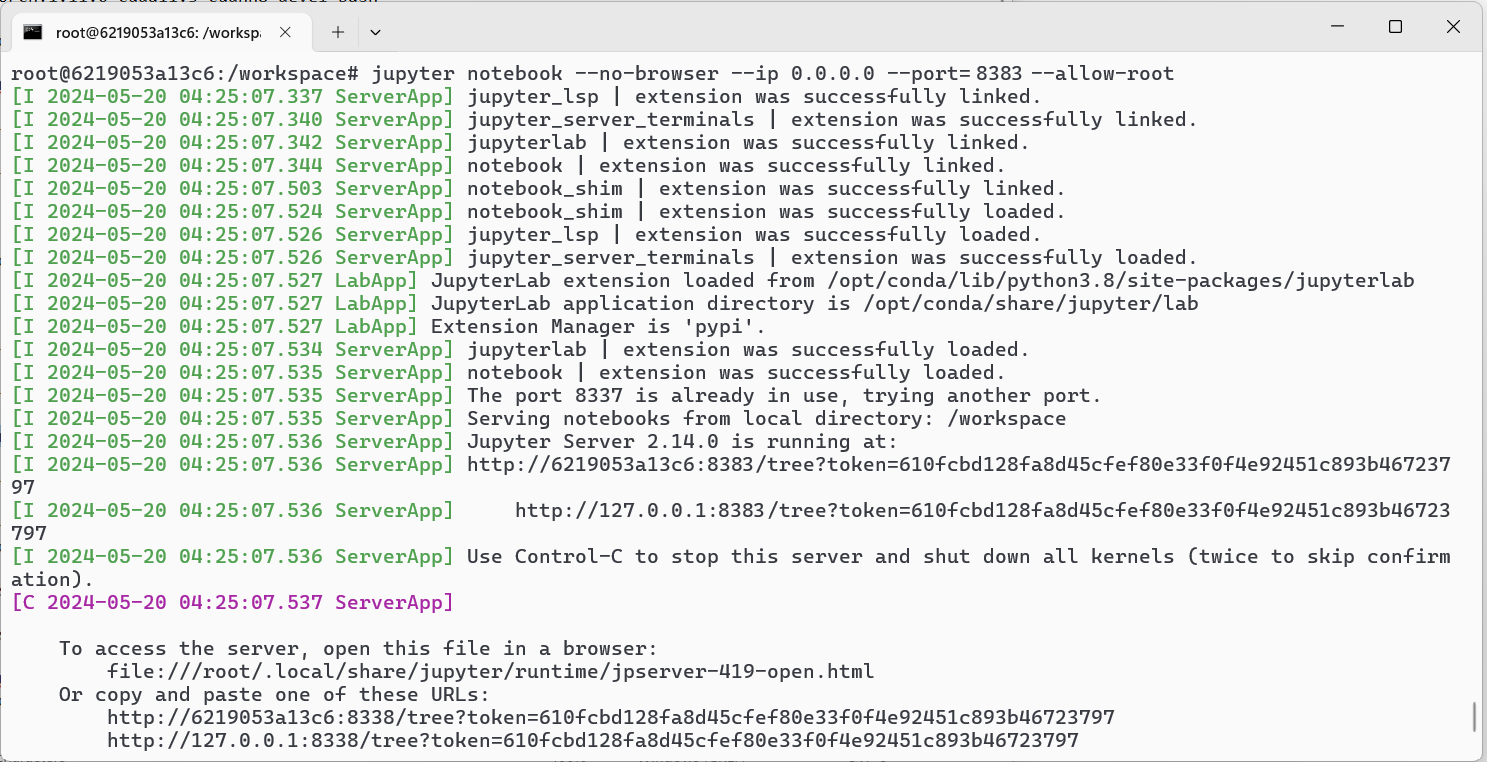 root@6219053a13c6: /workspa
root@6219053a13c6:/workspace# jupyter notebook --no-browser --ip 0.0.0.0 --port= 8383 --allow-root
[I 2024-05-20 04:25:07.337 ServerApp] jupyter_lsp | extension was successfully linked.
[I 2024-05-20 04:25:07.340 ServerApp] jupyter_server_terminals | extension was successfully linked.
[I 2024-05-20 04:25:07.342 ServerApp] jupyterlab | extension was successfully linked.
[I 2024-05-20 04:25:07.344 ServerApp] notebook | extension was successfully linked.
[I 2024-05-20 04:25:07.503 ServerApp] notebook_shim | extension was successfully linked.
[I 2024-05-20 04:25:07.524 ServerApp] notebook_shim | extension was successfully loaded.
[I 2024-05-20 04:25:07.526 ServerApp] jupyter_lsp | extension was successfully loaded.
[I 2024-05-20 04:25:07.526 ServerApp] jupyter_server_terminals | extension was successfully loaded.
[I 2024-05-20 04:25:07.527 LabApp] JupyterLab extension loaded from /opt/conda/lib/python3.8/site-packages/jupyterlab
[I 2024-05-20 04:25:07.527 LabApp] JupyterLab application directory is /opt/conda/share/jupyter/lab
[I 2024-05-20 04:25:07.527 LabApp] Extension Manager is 'pypi'.
[I 2024-05-20 04:25:07.534 ServerApp] jupyterlab | extension was successfully loaded.
[I 2024-05-20 04:25:07.535 ServerApp] notebook | extension was successfully loaded.
[I 2024-05-20 04:25:07.535 ServerApp] The port 8337 is already in use, trying another port.
[I 2024-05-20 04:25:07.535 ServerApp] Serving notebooks from local directory: /workspace
[I 2024-05-20 04:25:07.536 ServerApp] Jupyter Server 2.14.0 is running at:
[I 2024-05-20 04:25:07.536 ServerApp] http://6219053a13c6:8383/tree?token=610fcbd128fa8d45cfef80e33f0f4e92451c893b467237
97
[I 2024-05-20 04:25:07.536 ServerApp]     http://127.0.0.1:8383/tree?token=610fcbd128fa8d45cfef80e33f0f4e92451c893b46723
797
[I 2024-05-20 04:25:07.536 ServerApp] Use Control-C to stop this server and shut down all kernels (twice to skip confirm
ation).
[C 2024-05-20 04:25:07.537 ServerApp]
To access the server, open this file in a browser:
file:///root/.local/share/jupyter/runtime/jpserver-419-open.html
Or copy and paste one of these URLs:
http://6219053a13c6:8338/tree?token=610fcbd128fa8d45cfef80e33f0f4e92451c893b46723797
http://127.0.0.1:8338/tree?token=610fcbd128fa8d45cfef80e33f0f4e92451c893b46723797